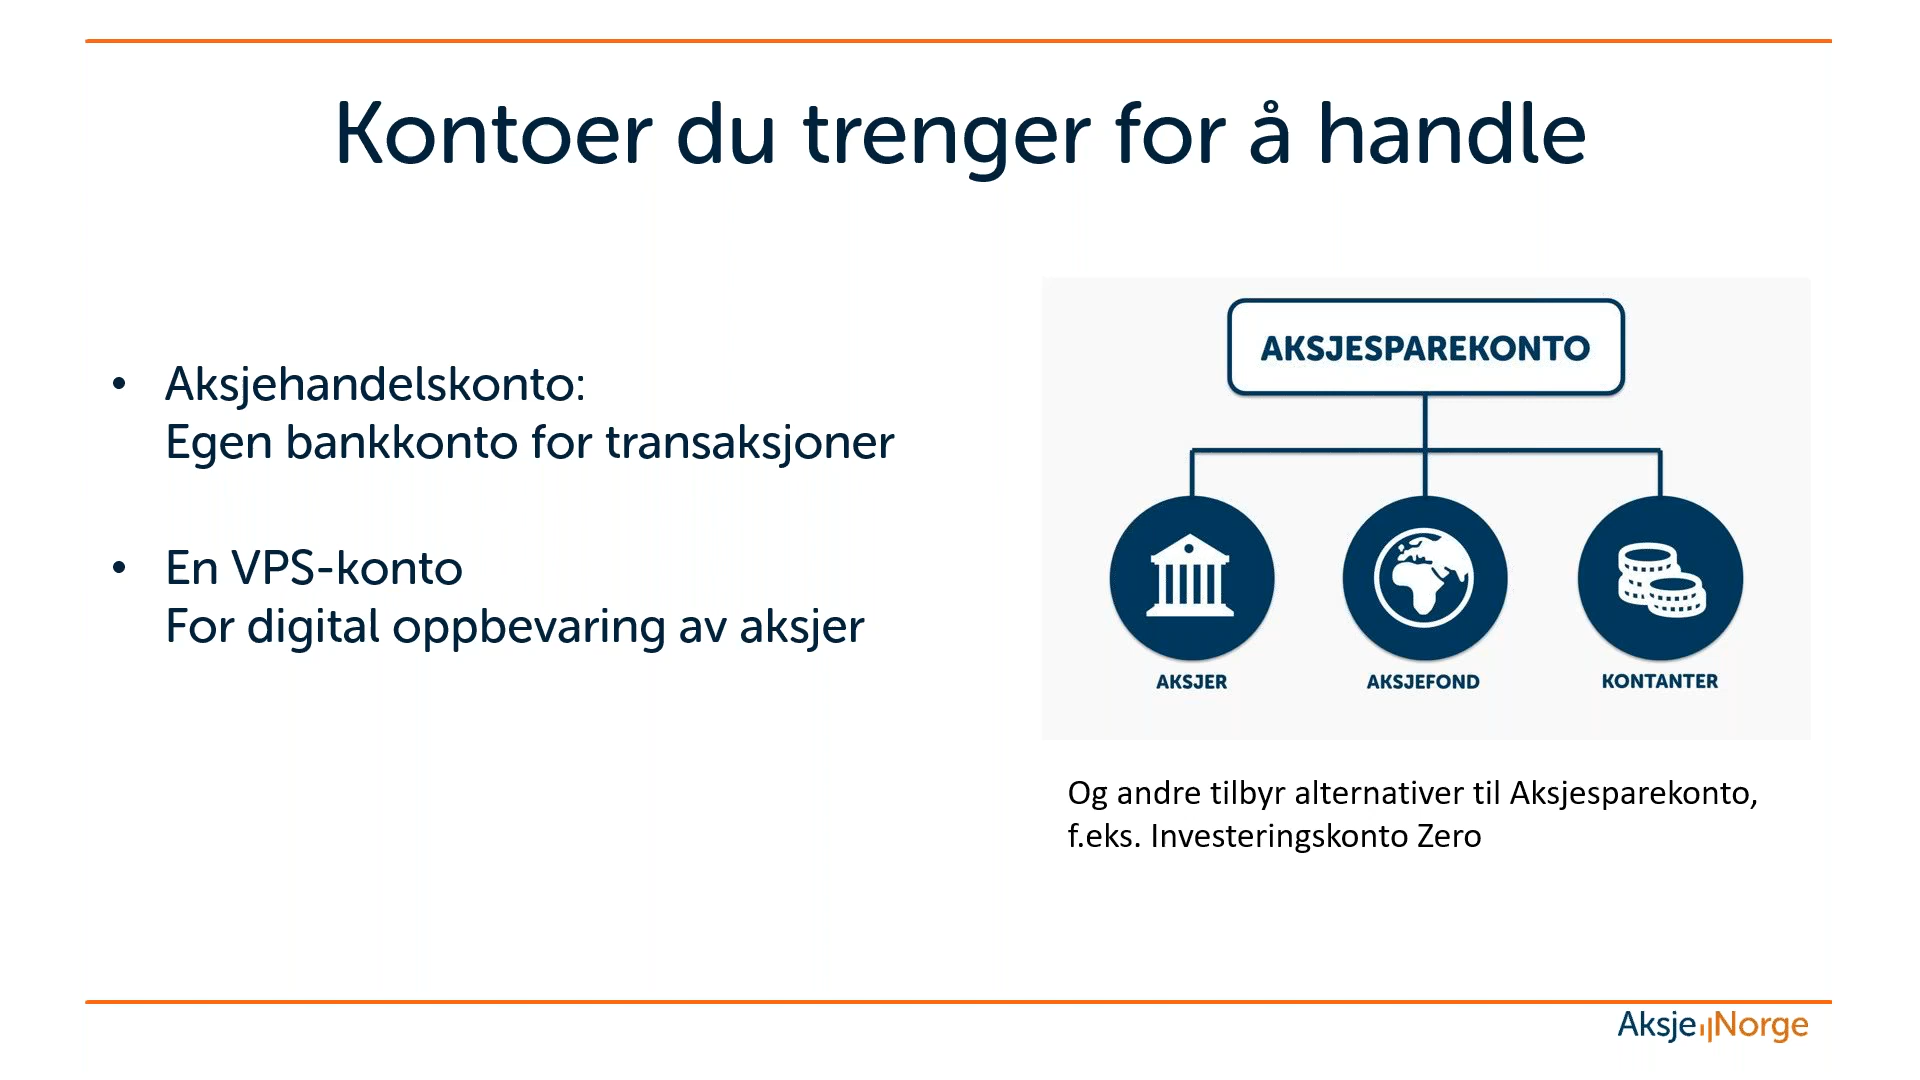 Kontoer du trenger for å handle
• Aksjehandelskonto:
Egen bankkonto for transaksjoner
• En VPS-konto
For digital oppbevaring av aksjer
AKSJESPAREKONTO
AKSJER
AKSJEFOND
KONTANTER
Og andre tilbyr alternativer til Aksjesparekonto,
f.eks. Investeringskonto Zero
AksjeNorge